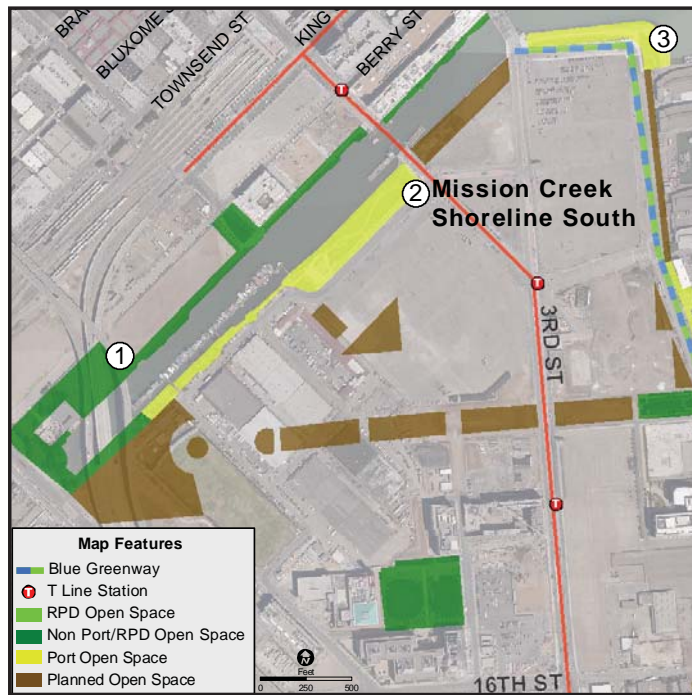 BRA
BLUXOME S
TOWNSEND ST
KING S
BERRY ST
3
T
1
2 Mission Creek
Shoreline South
T
3RD ST
T
Map Features
Blue Greenway
T T Line Station
RPD Open Space
Non Port/RPD Open Space
Port Open Space
Planned Open Space
N
Feet
0 250 500
16TH ST